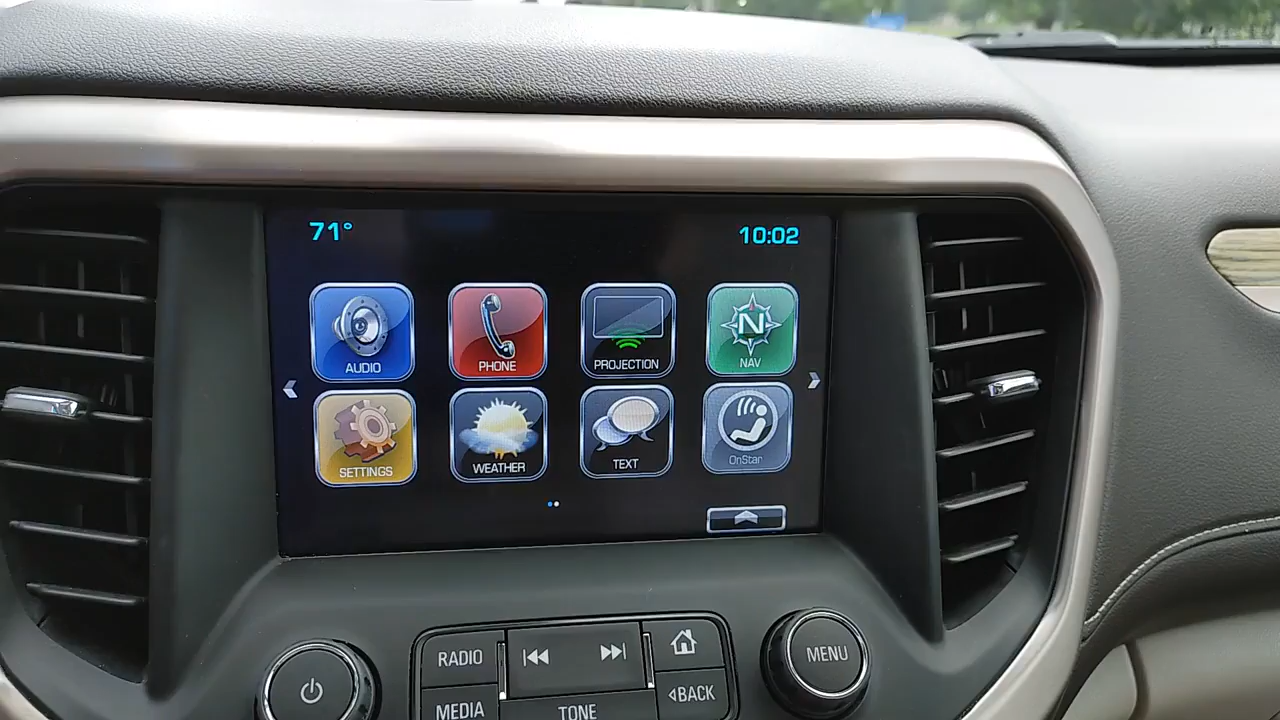 71°
10:02
AUDIO
PHONE
PROJECTION
N
NAV
SETTINGS
WEATHER
TEXT
OnStar
RADIO
MENU
MEDIA
TONE
BACK